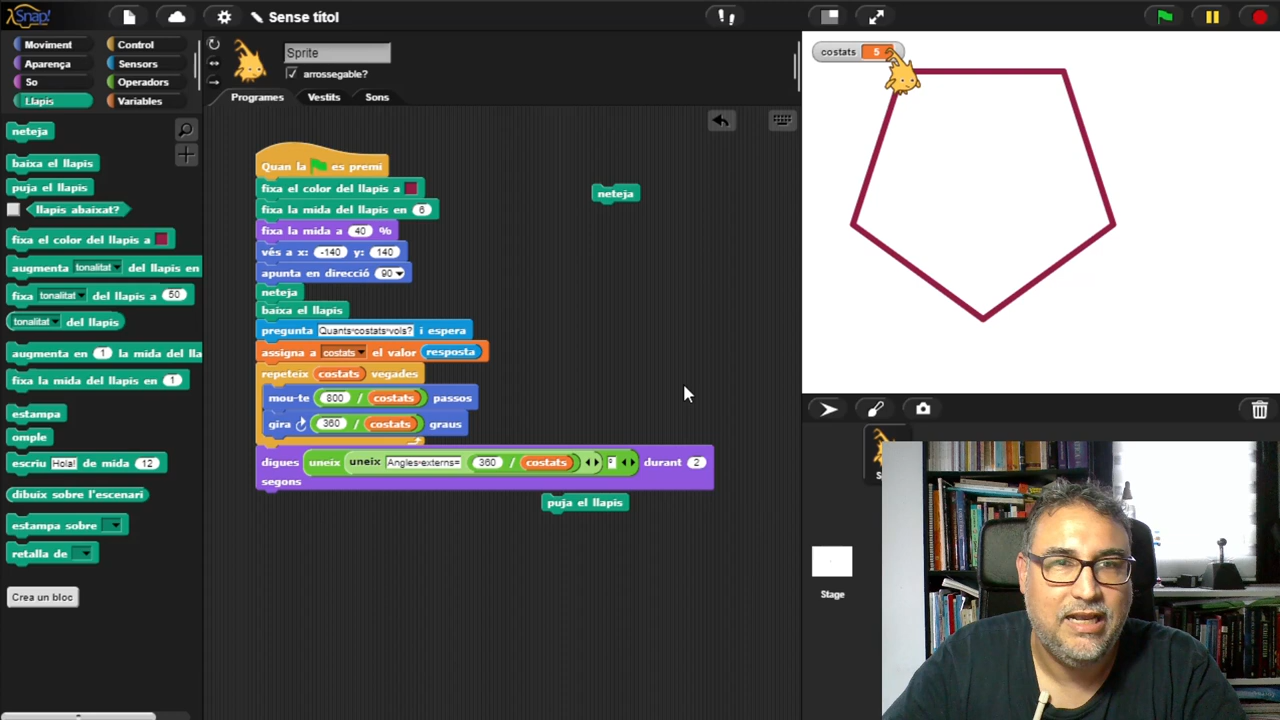 Snap!
Sense títol
Moviment
Control
Aparença
Sensors
So
Operadors
Llapis
Variables
neteja
baixa el llapis
puja el llapis
llapis abaixat?
fixa el color del llapis a
augmenta tonalitat del llapis en
fixa tonalitat del llapis a 50
tonalitat del llapis
augmenta en 1 la mida del lla
fixa la mida del llapis en 1
estampa
omple
escriu Hola! de mida 12
dibuix sobre l'escenari
estampa sobre
retalla de
Crea un bloc
Sprite
arrossegable?
Programes
Vestits
Sons
Quan la es premi
fixa el color del llapis a
fixa la mida del llapis en 6
fixa la mida a 40 %
vés a x: -140 y: 140
apunta en direcció 90
neteja
baixa el llapis
pregunta Quants costats vols? i espera
assigna a costats el valor resposta
repeteix costats vegades
mou-te 800 / costats passos
gira 360 / costats graus
digues uneix uneix Angles externs= 360 / costats ° durant 2
segons
neteja
puja el llapis
costats 5
Stage